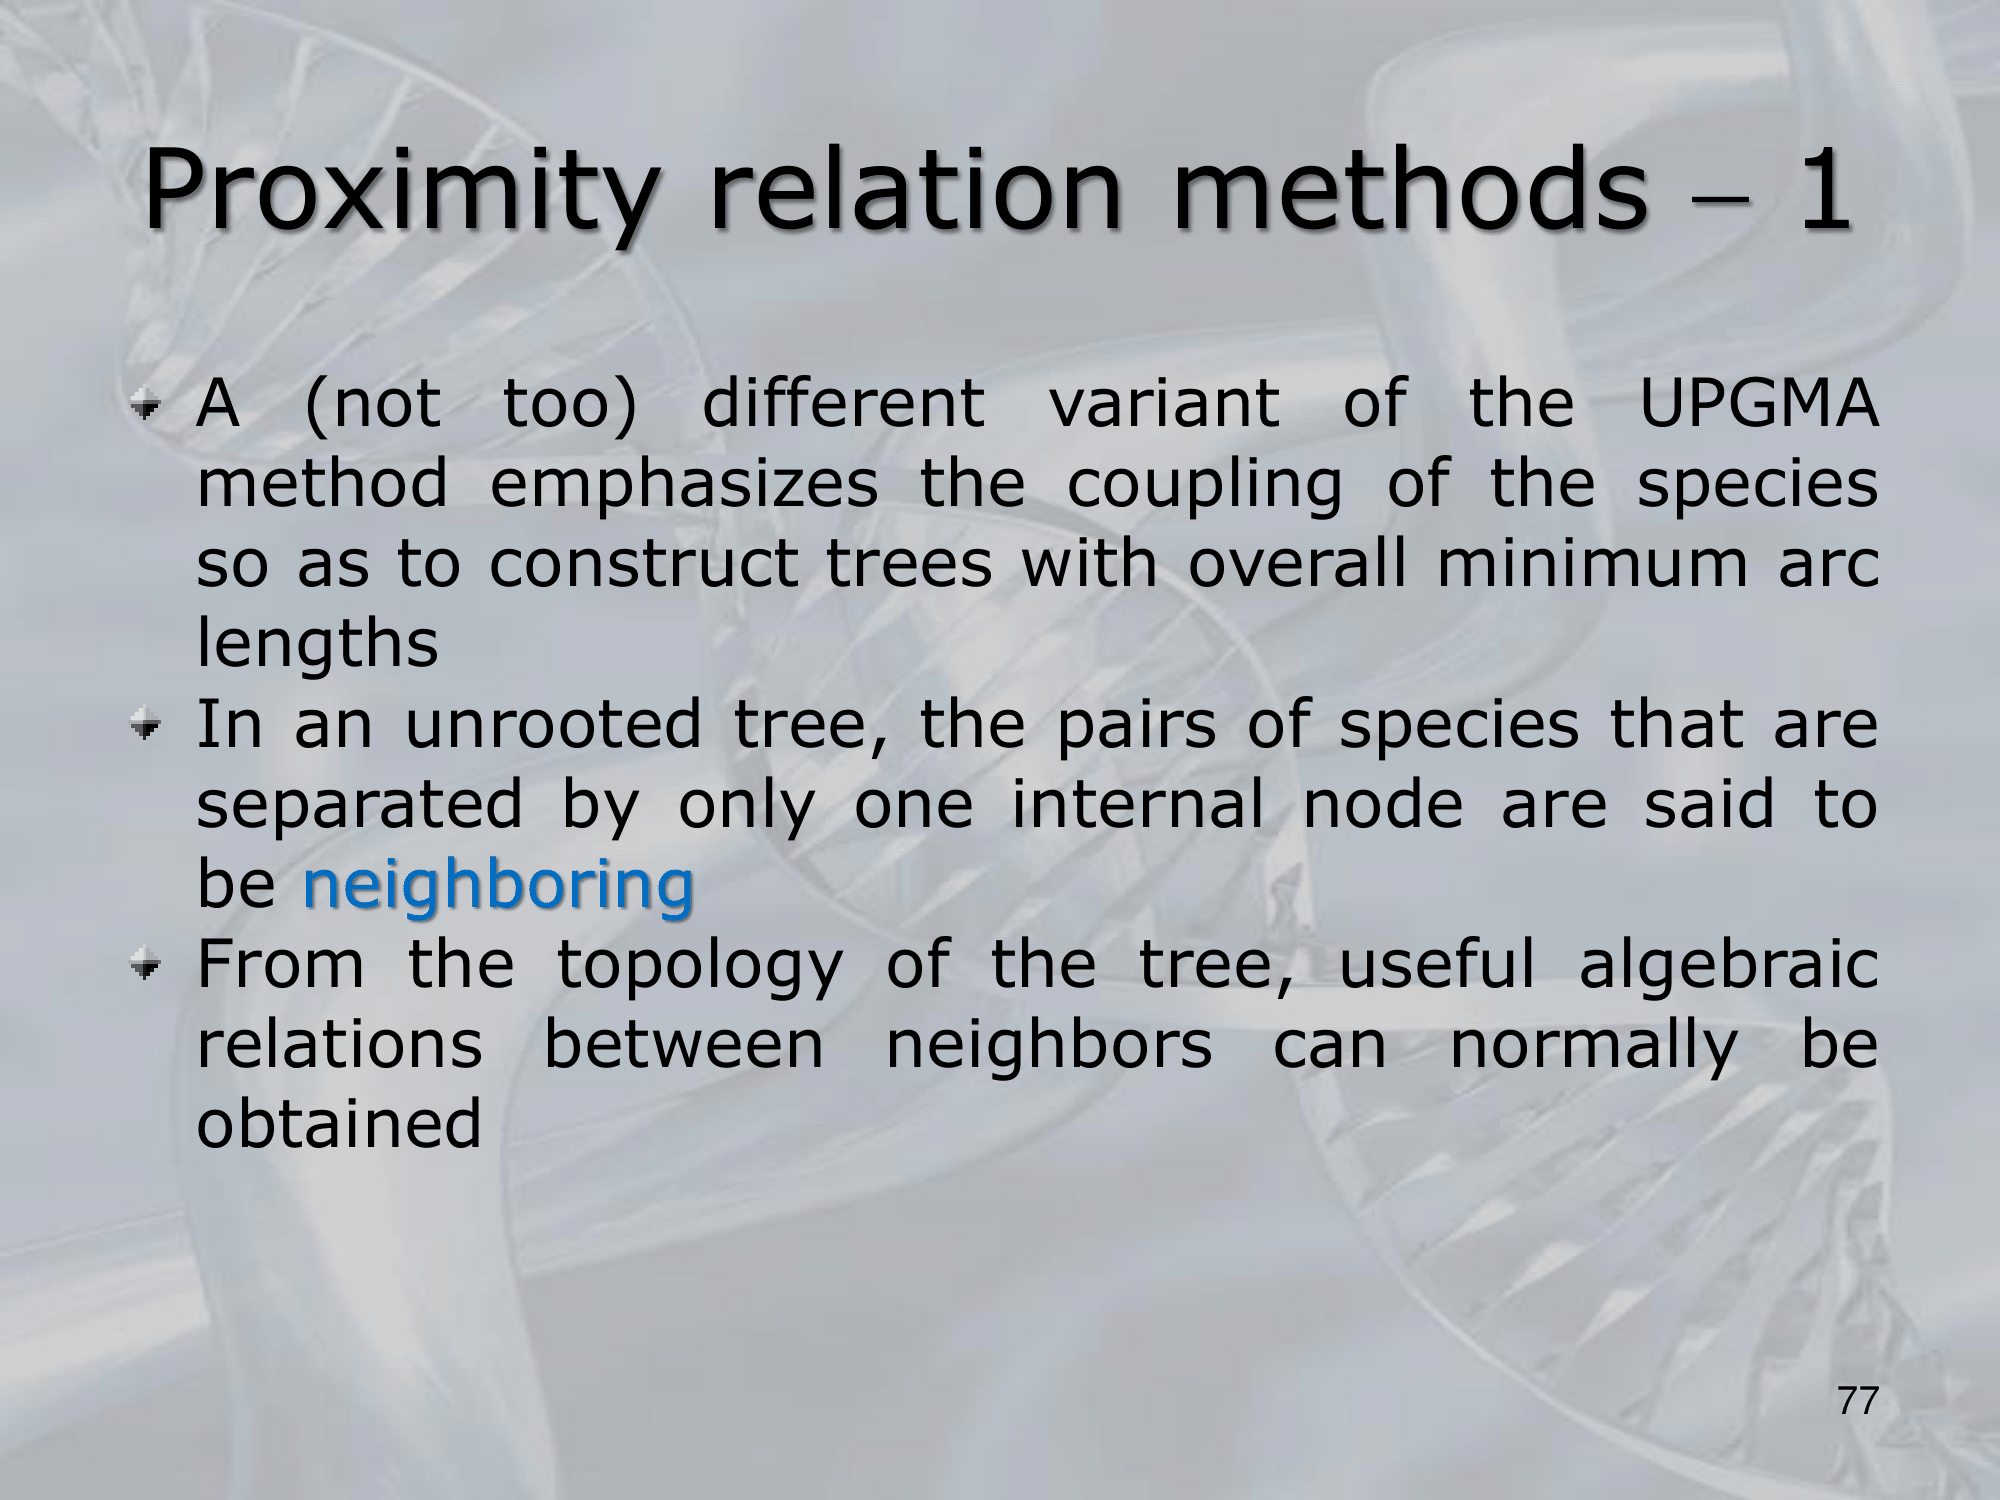 Proximity relation methods – 1
A (not too) different variant of the UPGMA
method emphasizes the coupling of the species
so as to construct trees with overall minimum arc
lengths
In an unrooted tree, the pairs of species that are
separated by only one internal node are said to
be neighboring
From the topology of the tree, useful algebraic
relations between neighbors can normally be
obtained
77